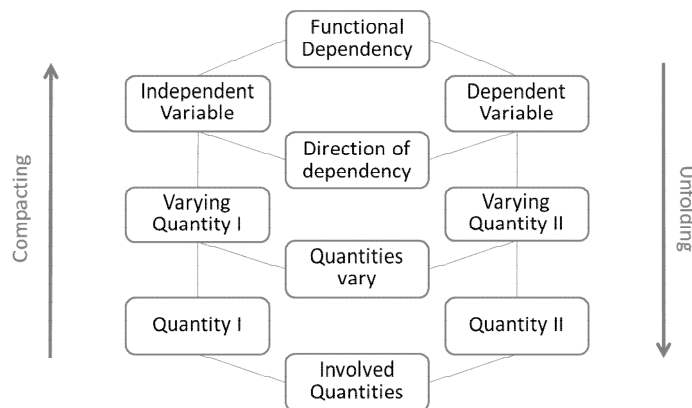 Functional
Dependency
Independent
Variable
Dependent
Variable
Direction of
dependency
Varying
Quantity I
Varying
Quantity II
Quantities
vary
Quantity I
Quantity II
Involved
Quantities
Compacting
Unfolding